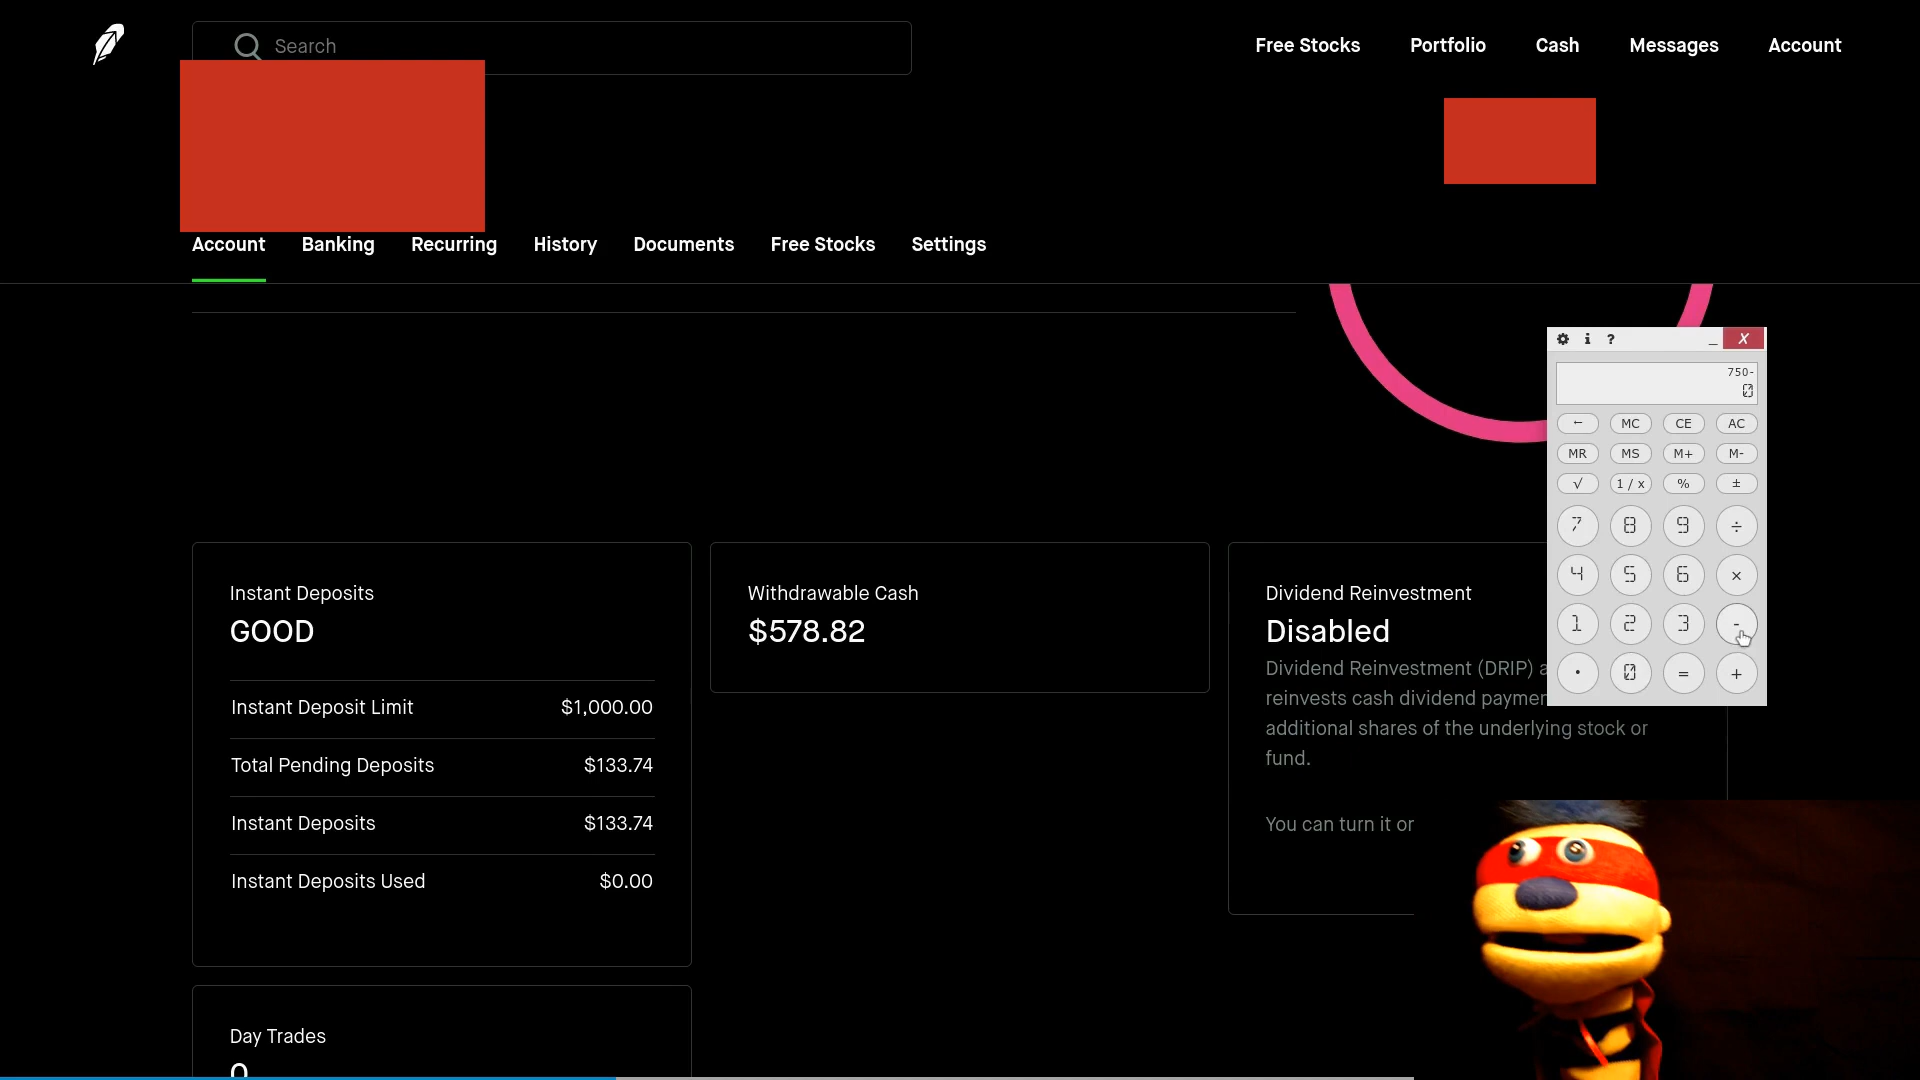 Search
Free Stocks
Portfolio
Cash
Messages
Account
Account
Banking
Recurring
History
Documents
Free Stocks
Settings
i
?
_
X
750-
0
←
MC
CE
AC
MR
MS
M+
M-
√
1 / x
%
±
7
8
9
÷
4
5
6
×
1
2
3
-
•
0
=
+
Instant Deposits
GOOD
Instant Deposit Limit
$1,000.00
Total Pending Deposits
$133.74
Instant Deposits
$133.74
Instant Deposits Used
$0.00
Withdrawable Cash
$578.82
Dividend Reinvestment
Disabled
Dividend Reinvestment (DRIP) a
reinvests cash dividend paymen
additional shares of the underlying stock or
fund.
You can turn it or
Day Trades
0